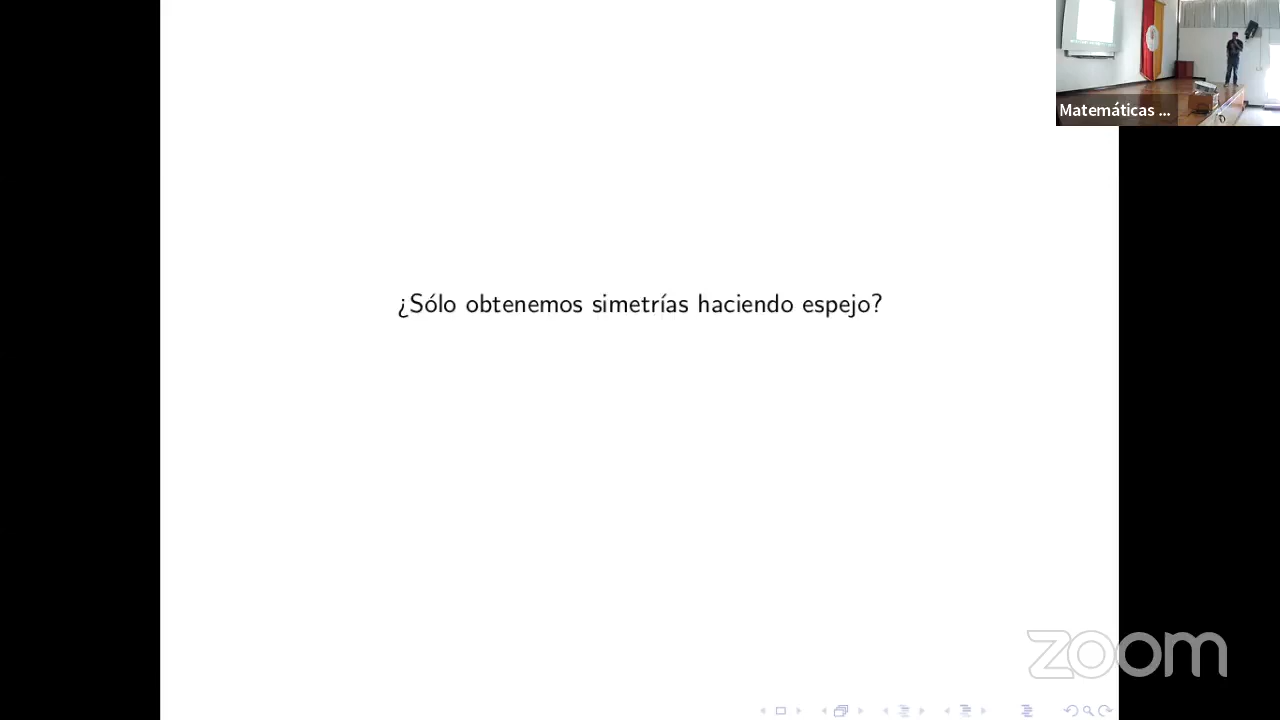 Matemáticas ...
¿Sólo obtenemos simetrías haciendo espejo?
zoom